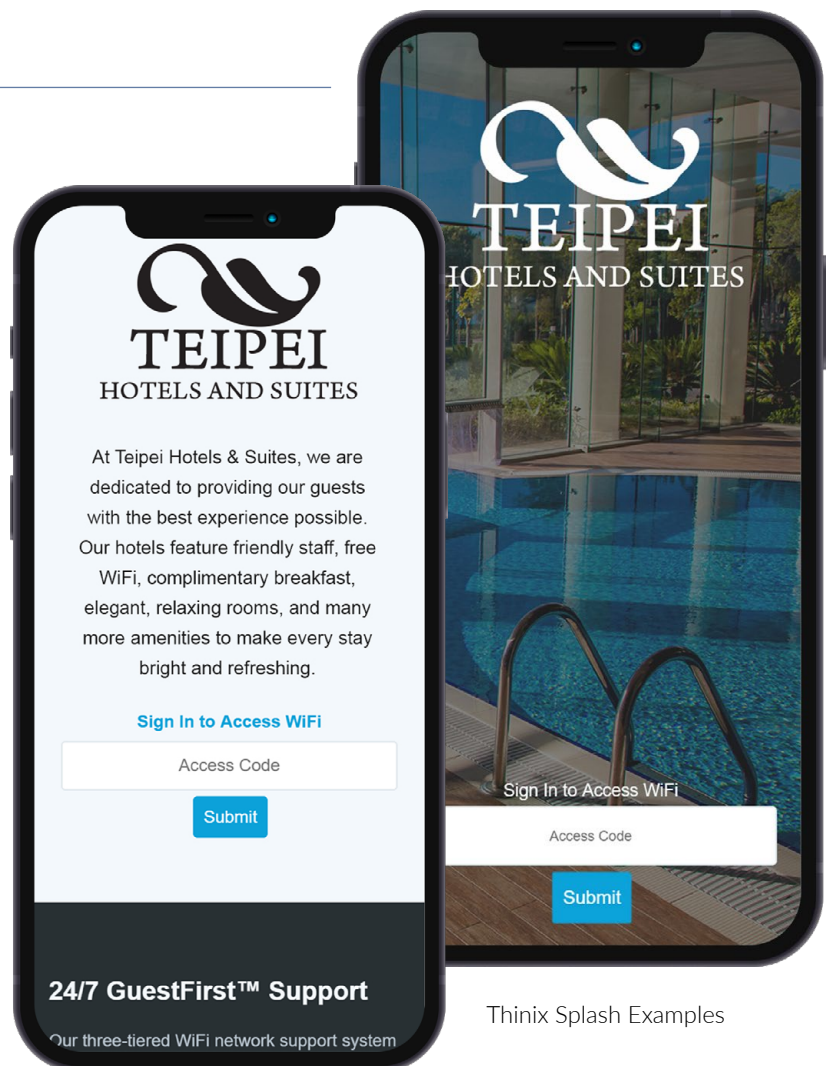 TEIPEI
HOTELS AND SUITES
At Teipei Hotels & Suites, we are
dedicated to providing our guests
with the best experience possible.
Our hotels feature friendly staff, free
WiFi, complimentary breakfast,
elegant, relaxing rooms, and many
more amenities to make every stay
bright and refreshing.
Sign In to Access WiFi
Access Code
Submit
24/7 GuestFirst™ Support
Our three-tiered WiFi network support system
TEIPEI
HOTELS AND SUITES
Sign In to Access WiFi
Access Code
Submit
Thinix Splash Examples